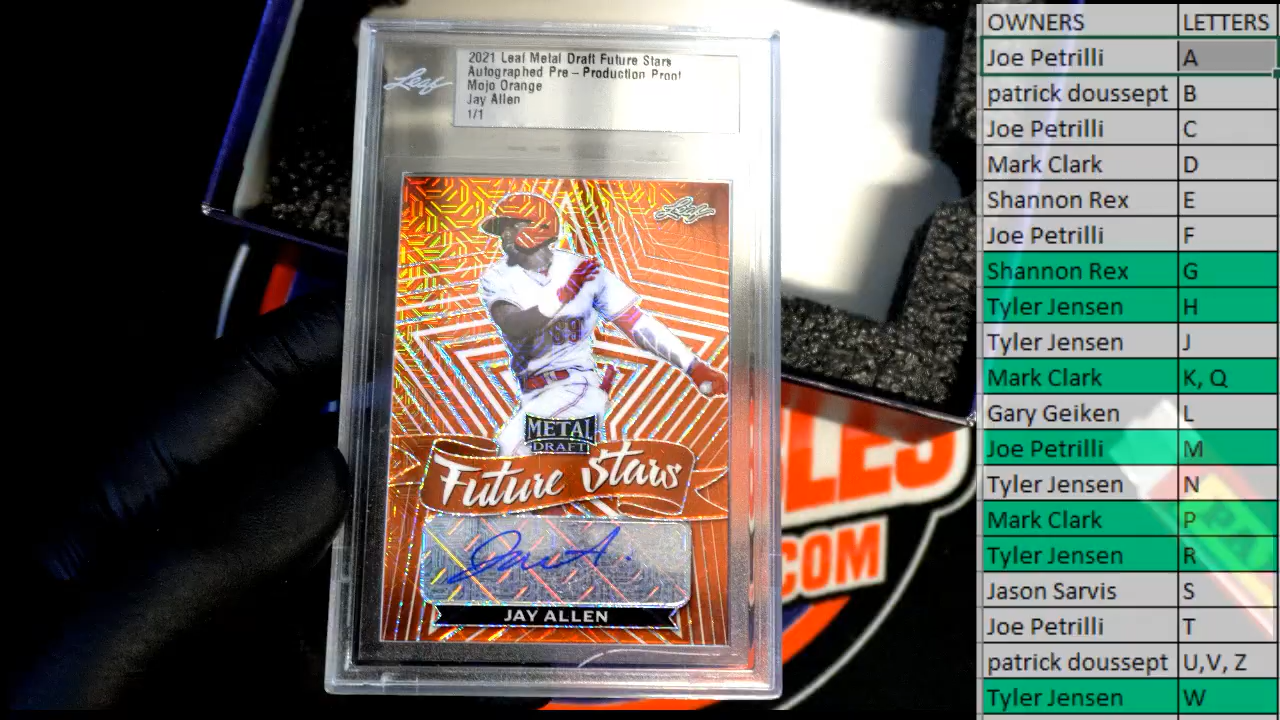 Leaf
2021 Leaf Metal Draft Future Stars
Autographed Pre-Production Proof
Mojo Orange
Jay Allen
1/1
Leaf
89
METAL
DRAFT
Future Stars
JAY ALLEN
BLES
.COM
OWNERS LETTERS
Joe Petrilli A
patrick doussept B
Joe Petrilli C
Mark Clark D
Shannon Rex E
Joe Petrilli F
Shannon Rex G
Tyler Jensen H
Tyler Jensen J
Mark Clark K, Q
Gary Geiken L
Joe Petrilli M
Tyler Jensen N
Mark Clark P
Tyler Jensen R
Jason Sarvis S
Joe Petrilli T
patrick doussept U,V, Z
Tyler Jensen W